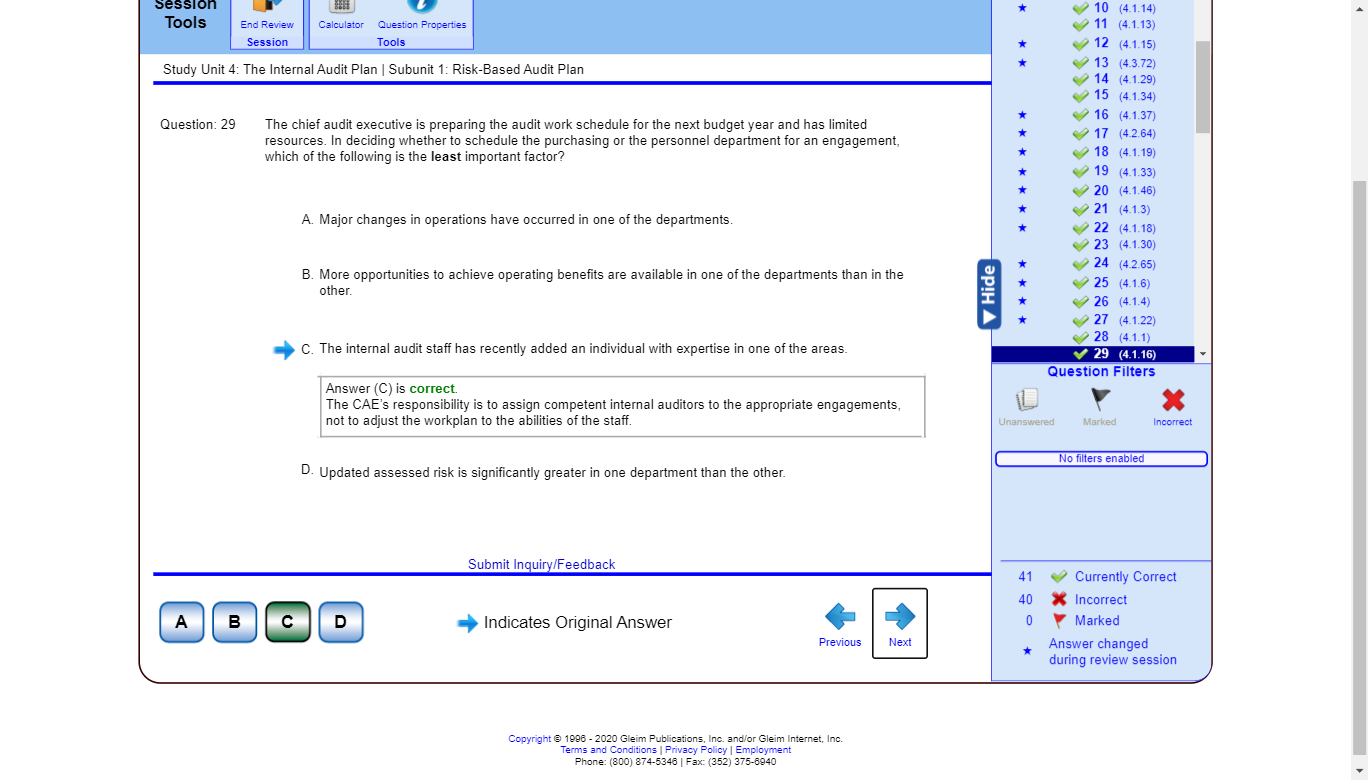 Session
Tools
End Review
Session
Calculator
Question Properties
Tools
Study Unit 4: The Internal Audit Plan | Subunit 1: Risk-Based Audit Plan
Question: 29
The chief audit executive is preparing the audit work schedule for the next budget year and has limited
resources. In deciding whether to schedule the purchasing or the personnel department for an engagement,
which of the following is the least important factor?
A. Major changes in operations have occurred in one of the departments.
B. More opportunities to achieve operating benefits are available in one of the departments than in the
other.
C. The internal audit staff has recently added an individual with expertise in one of the areas.
Answer (C) is correct.
The CAE's responsibility is to assign competent internal auditors to the appropriate engagements,
not to adjust the workplan to the abilities of the staff.
D. Updated assessed risk is significantly greater in one department than the other.
Submit Inquiry/Feedback
A B C D
Indicates Original Answer
Previous
Next
★ 10 (4.1.14)
11 (4.1.13)
★ 12 (4.1.15)
★ 13 (4.3.72)
14 (4.1.29)
15 (4.1.34)
★ 16 (4.1.37)
★ 17 (4.2.64)
★ 18 (4.1.19)
★ 19 (4.1.33)
★ 20 (4.1.46)
★ 21 (4.1.3)
★ 22 (4.1.18)
23 (4.1.30)
★ 24 (4.2.65)
★ 25 (4.1.6)
★ 26 (4.1.4)
★ 27 (4.1.22)
28 (4.1.1)
29 (4.1.16)
Hide
Question Filters
Unanswered
Marked
Incorrect
No filters enabled
41 Currently Correct
40 Incorrect
0 Marked
★ Answer changed
during review session
Copyright © 1996 - 2020 Gleim Publications, Inc. and/or Gleim Internet, Inc.
Terms and Conditions | Privacy Policy | Employment
Phone: (800) 874-5346 | Fax: (352) 375-6940